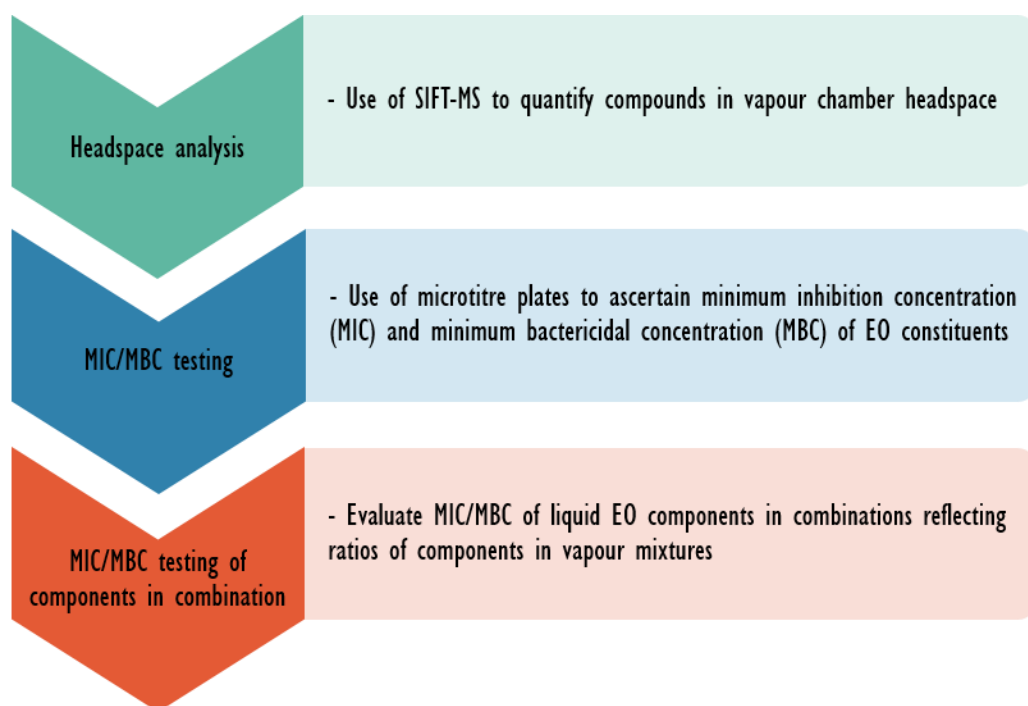 Headspace analysis
- Use of SIFT-MS to quantify compounds in vapour chamber headspace
MIC/MBC testing
- Use of microtitre plates to ascertain minimum inhibition concentration
(MIC) and minimum bactericidal concentration (MBC) of EO constituents
MIC/MBC testing of
components in combination
- Evaluate MIC/MBC of liquid EO components in combinations reflecting
ratios of components in vapour mixtures